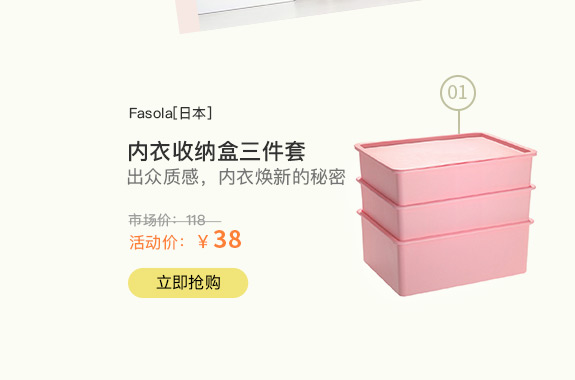 01
Fasola[日本]
内衣收纳盒三件套
出众质感，内衣焕新的秘密
市场价：118
活动价：￥38
立即抢购